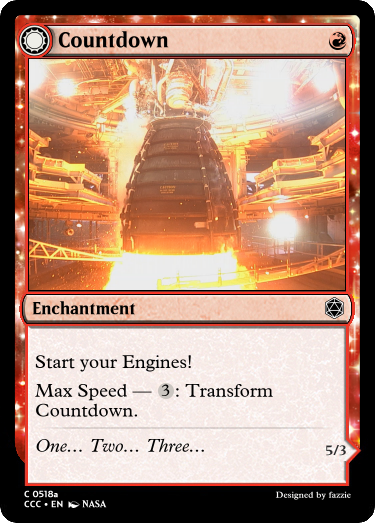 Countdown
Enchantment
Start your Engines!
Max Speed — 3: Transform
Countdown.
One... Two... Three...
5/3
C 0518a
CCC • EN NASA
Designed by fazzie